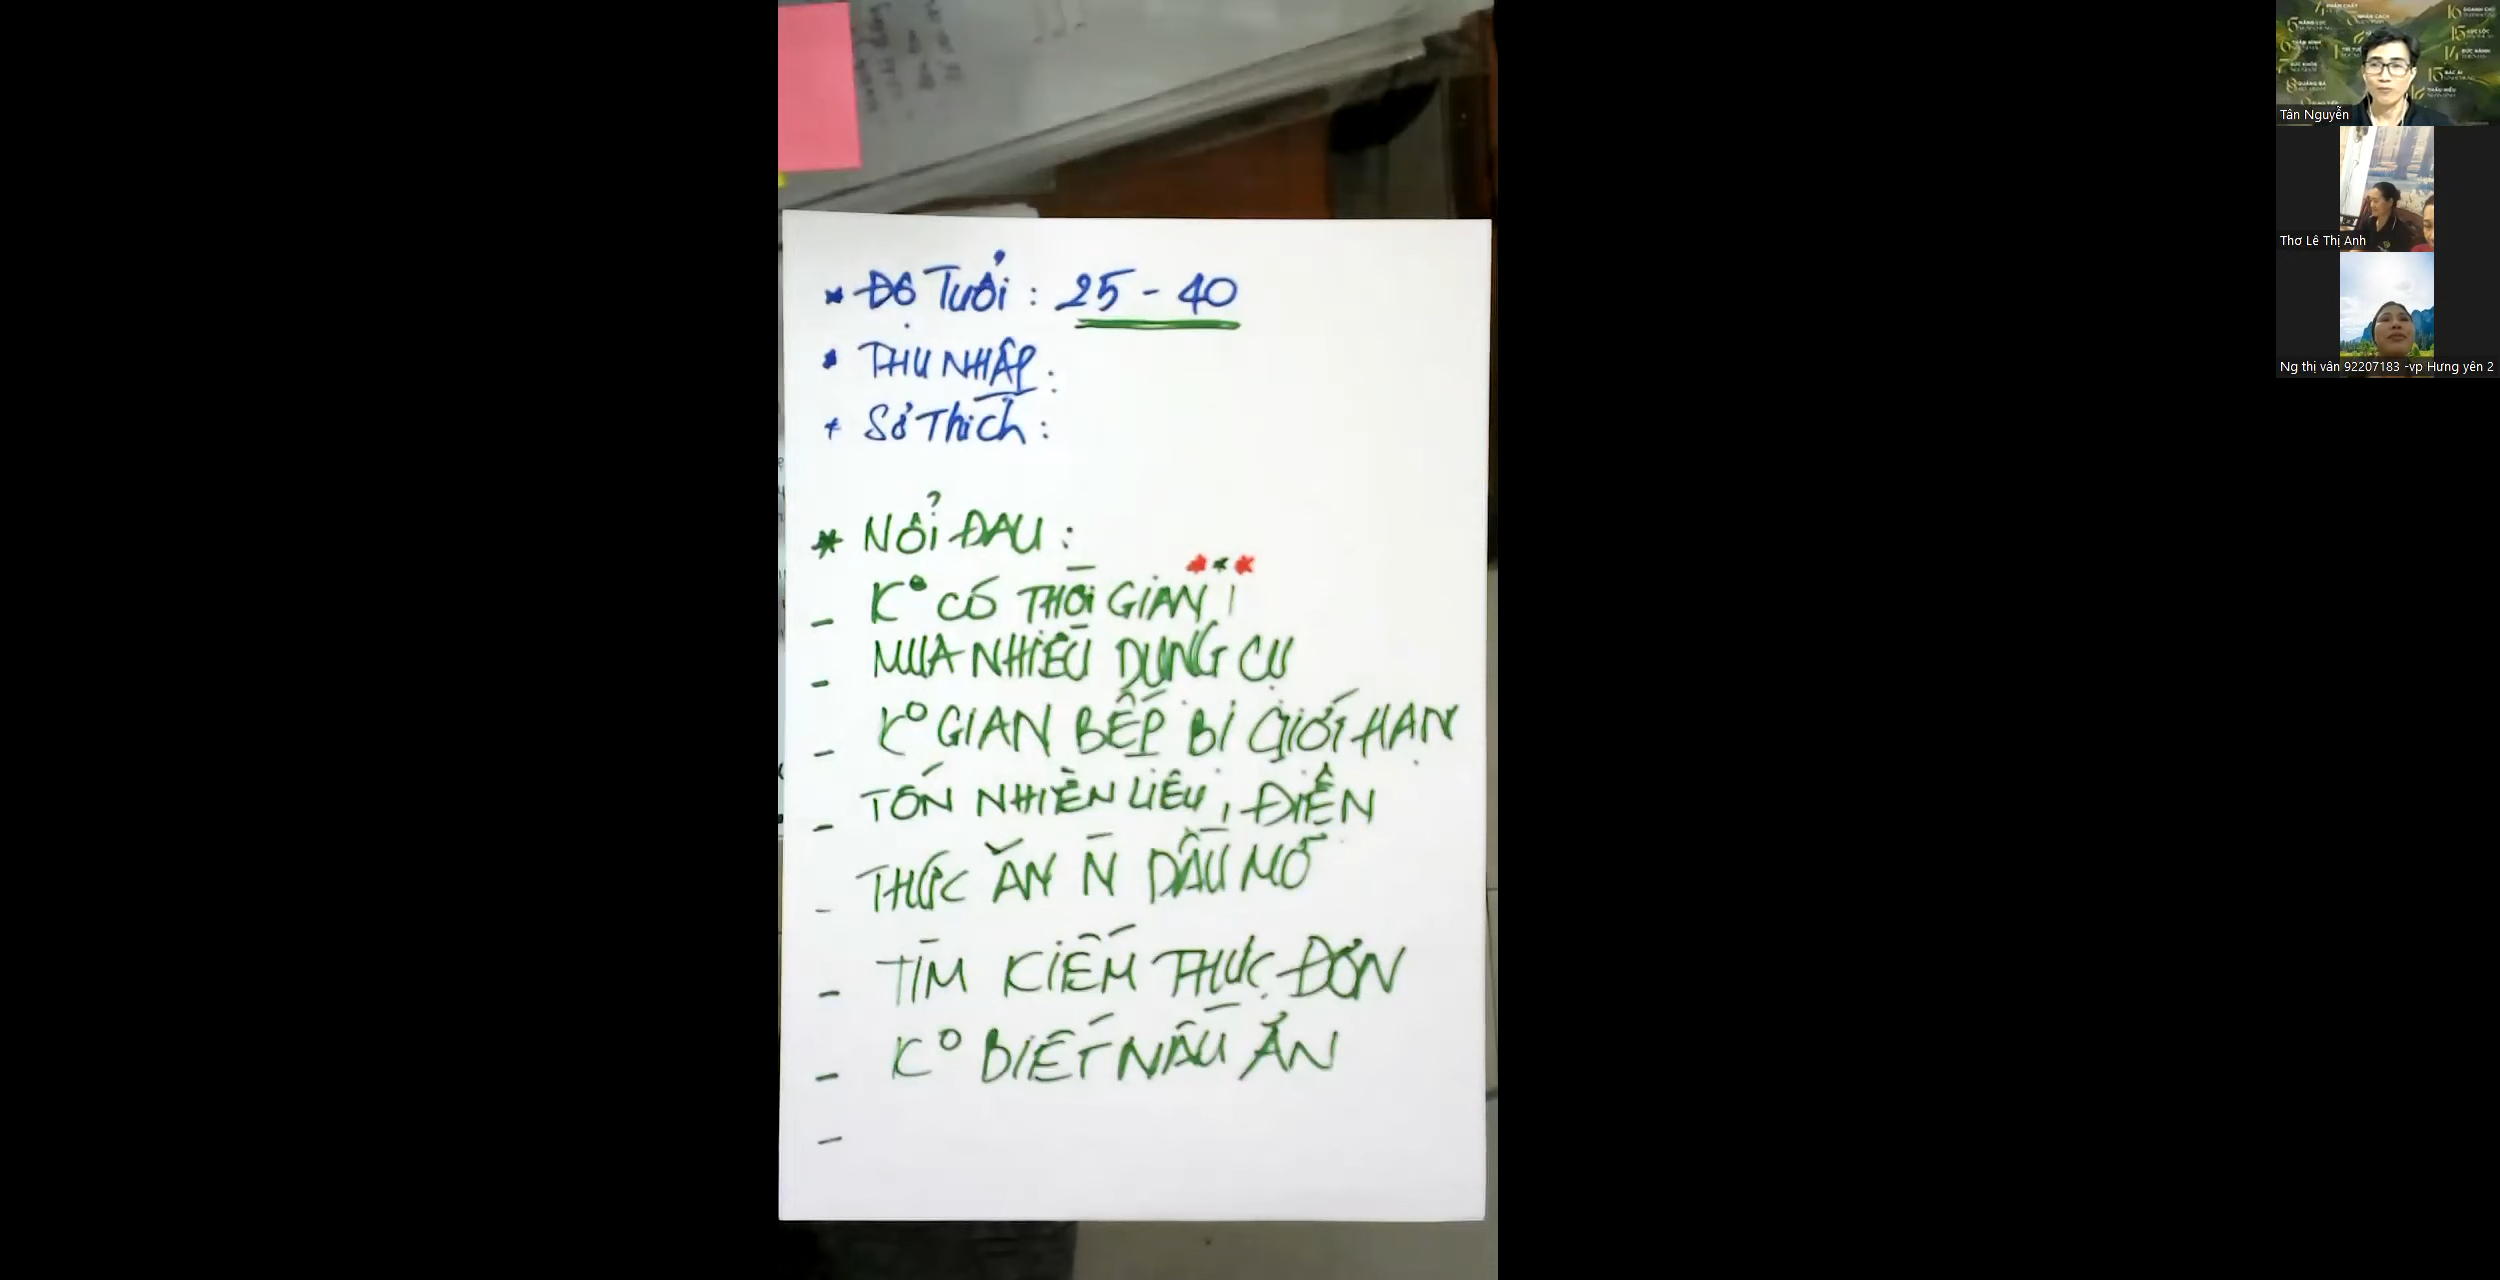 * Độ Tuổi : 25 - 40
* THU NHẬP :
+ Sở Thích :
* NỔI ĐAU :
- K° CÓ THỜI GIAN
- MUA NHIỀU DỤNG CỤ
- K° GIAN BẾP BỊ GIỚI HẠN
- TỐN NHIÊN LIỆU, ĐIỆN
- THỨC ĂN N̄ DẦU MỠ
- TÌM KIẾM THỰC ĐƠN
- K° BIẾT NẤU ĂN
-
Tân Nguyễn
Thơ Lê Thị Anh
Ng thị vân 92207183 -vp Hưng yên 2